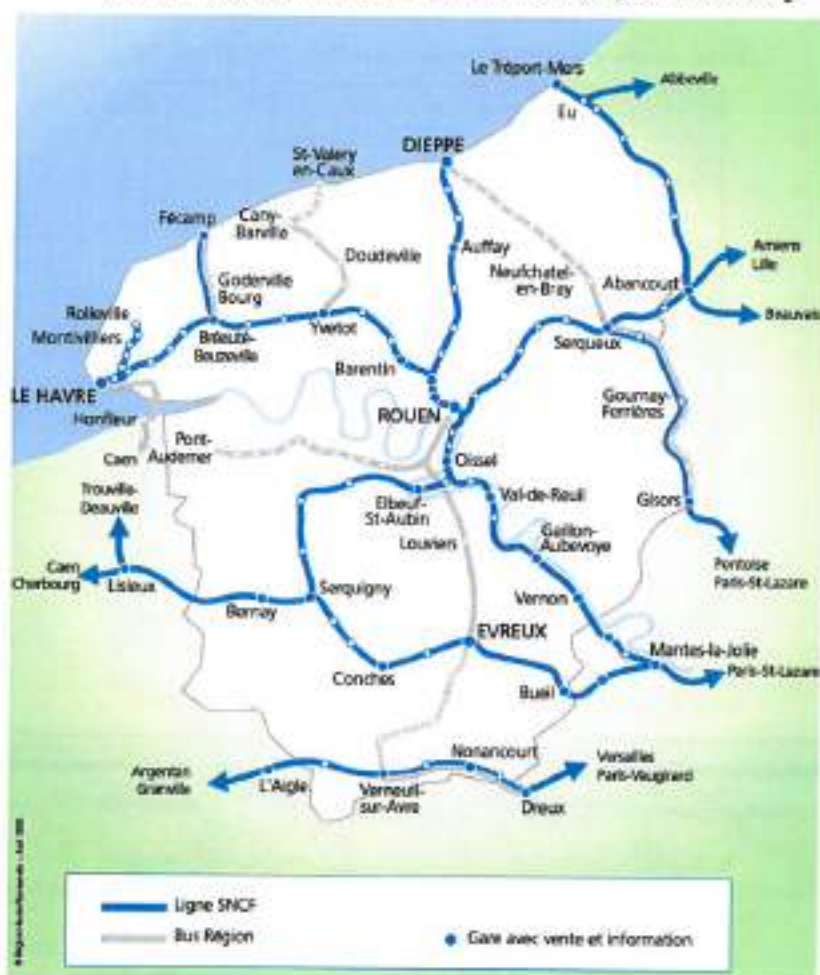 Le Tréport-Mers
Abbeville
Eu
DIEPPE
St-Valery
en-Caux
Fécamp
Cany-
Barville
Doudeville
Auffay
Neufchatel-
en-Bray
Abancourt
Amiens
Lille
Beauvais
Goderville
Bourg
Rolleville
Montivilliers
Bréauté-
Beuzeville
Yvetot
Serqueux
Barentin
LE HAVRE
ROUEN
Gournay-
Ferrières
Honfleur
Pont-
Audemer
Caen
Oissel
Trouville-
Deauville
Elbeuf-
St-Aubin
Val-de-Reuil
Gisors
Louviers
Gaillon-
Aubevoye
Pontoise
Paris-St-Lazare
Caen
Cherbourg
Lisieux
Bernay
Serquigny
Vernon
EVREUX
Mantes-la-Jolie
Paris-St-Lazare
Conches
Bueil
Nonancourt
Versailles
Paris-Vaugirard
Argentan
Granville
L'Aigle
Verneuil-
sur-Avre
Dreux
Ligne SNCF
Bus Région
Gare avec vente et information